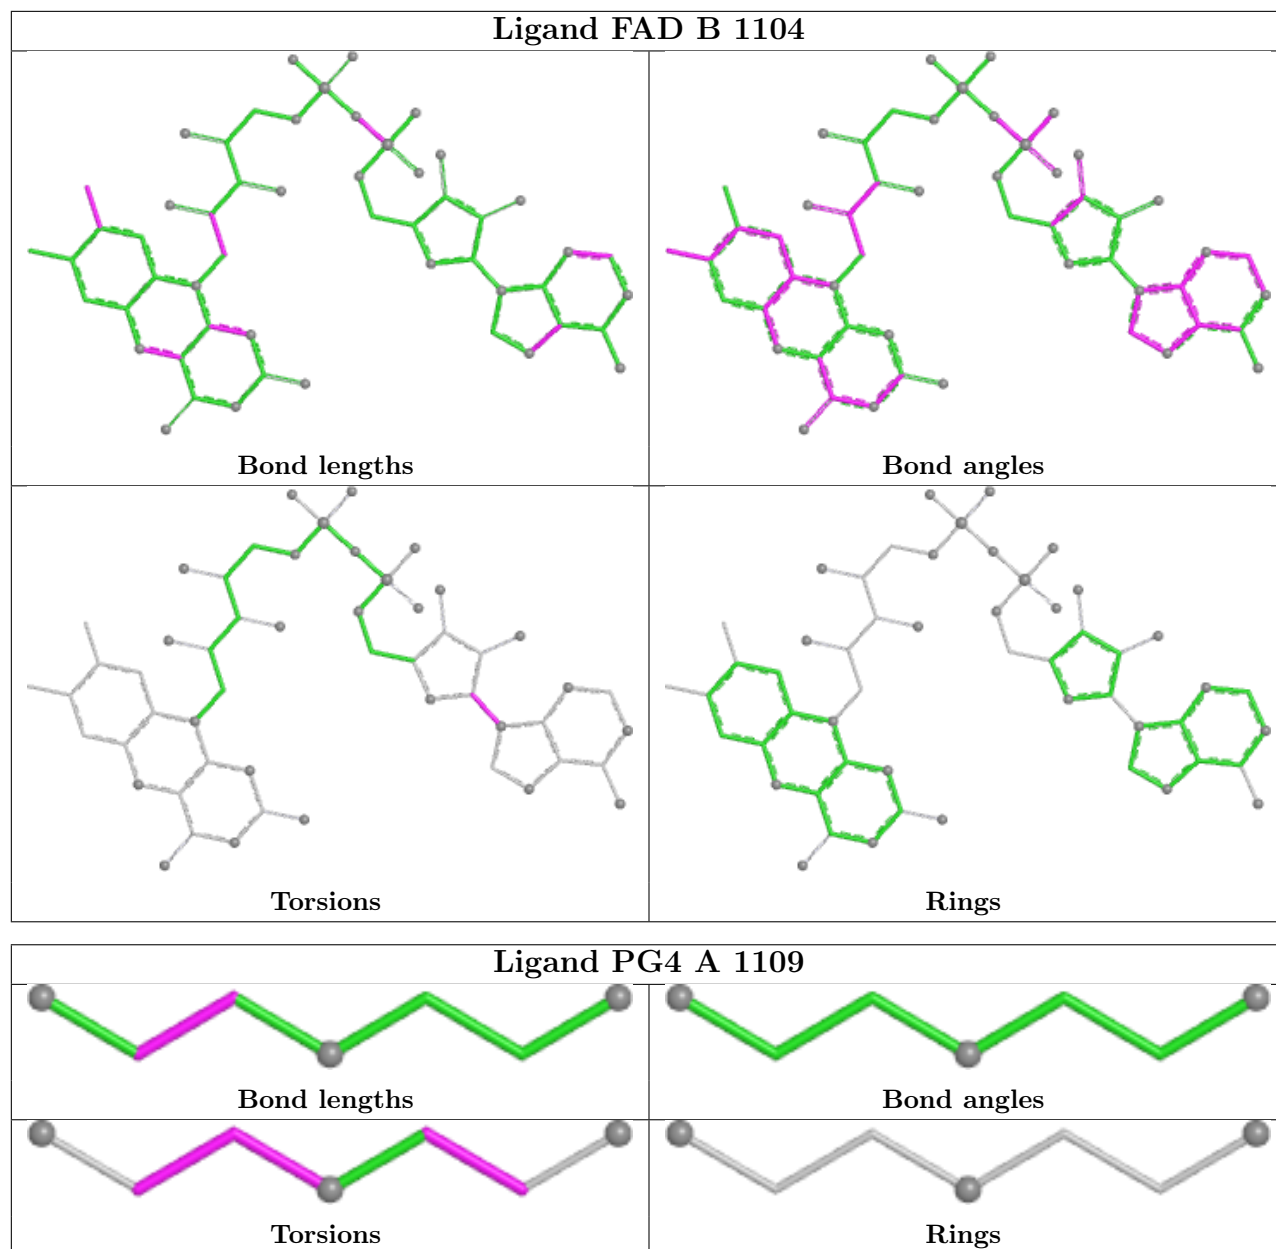 Ligand FAD B 1104
Bond lengths
Bond angles
Torsions
Rings
Ligand PG4 A 1109
Bond lengths
Bond angles
Torsions
Rings